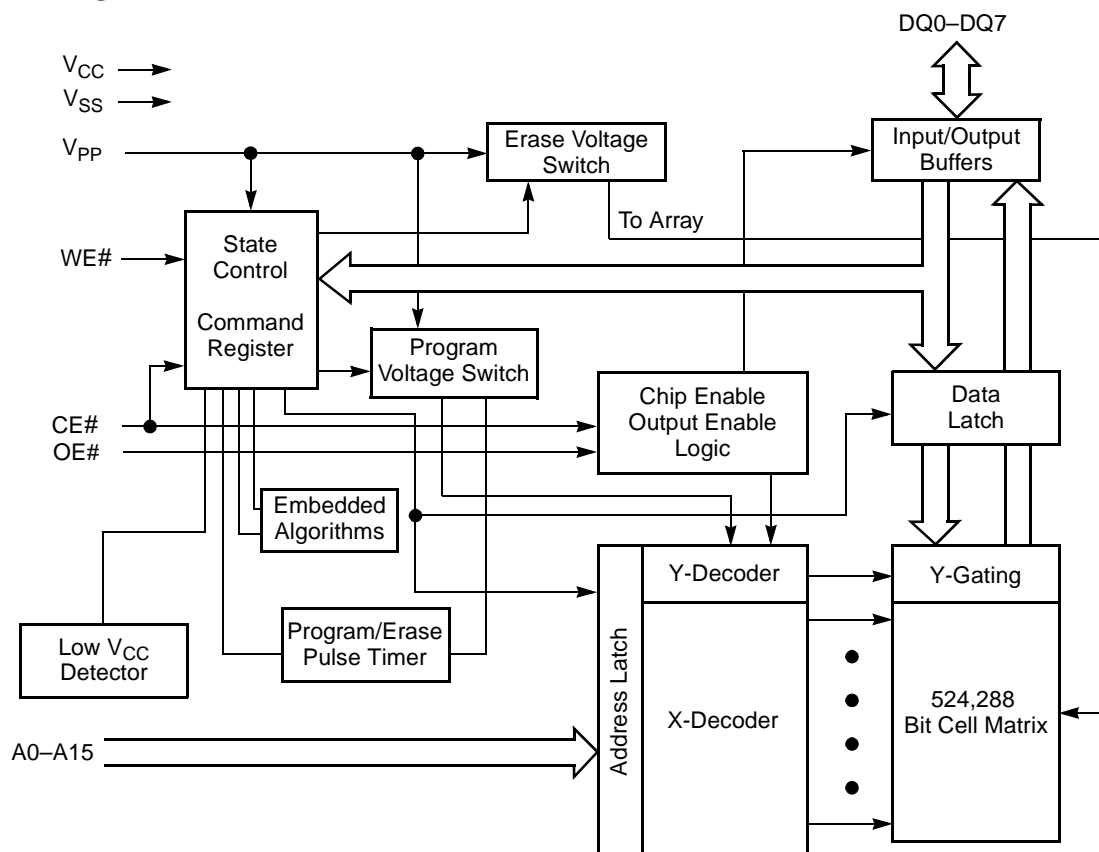 DQ0–DQ7
VCC
VSS
VPP
Erase Voltage
Switch
Input/Output
Buffers
To Array
WE#
State
Control
Command
Register
Program
Voltage Switch
CE#
OE#
Chip Enable
Output Enable
Logic
Data
Latch
Embedded
Algorithms
Y-Decoder
Y-Gating
Low VCC
Detector
Program/Erase
Pulse Timer
Address Latch
X-Decoder
524,288
Bit Cell Matrix
A0–A15